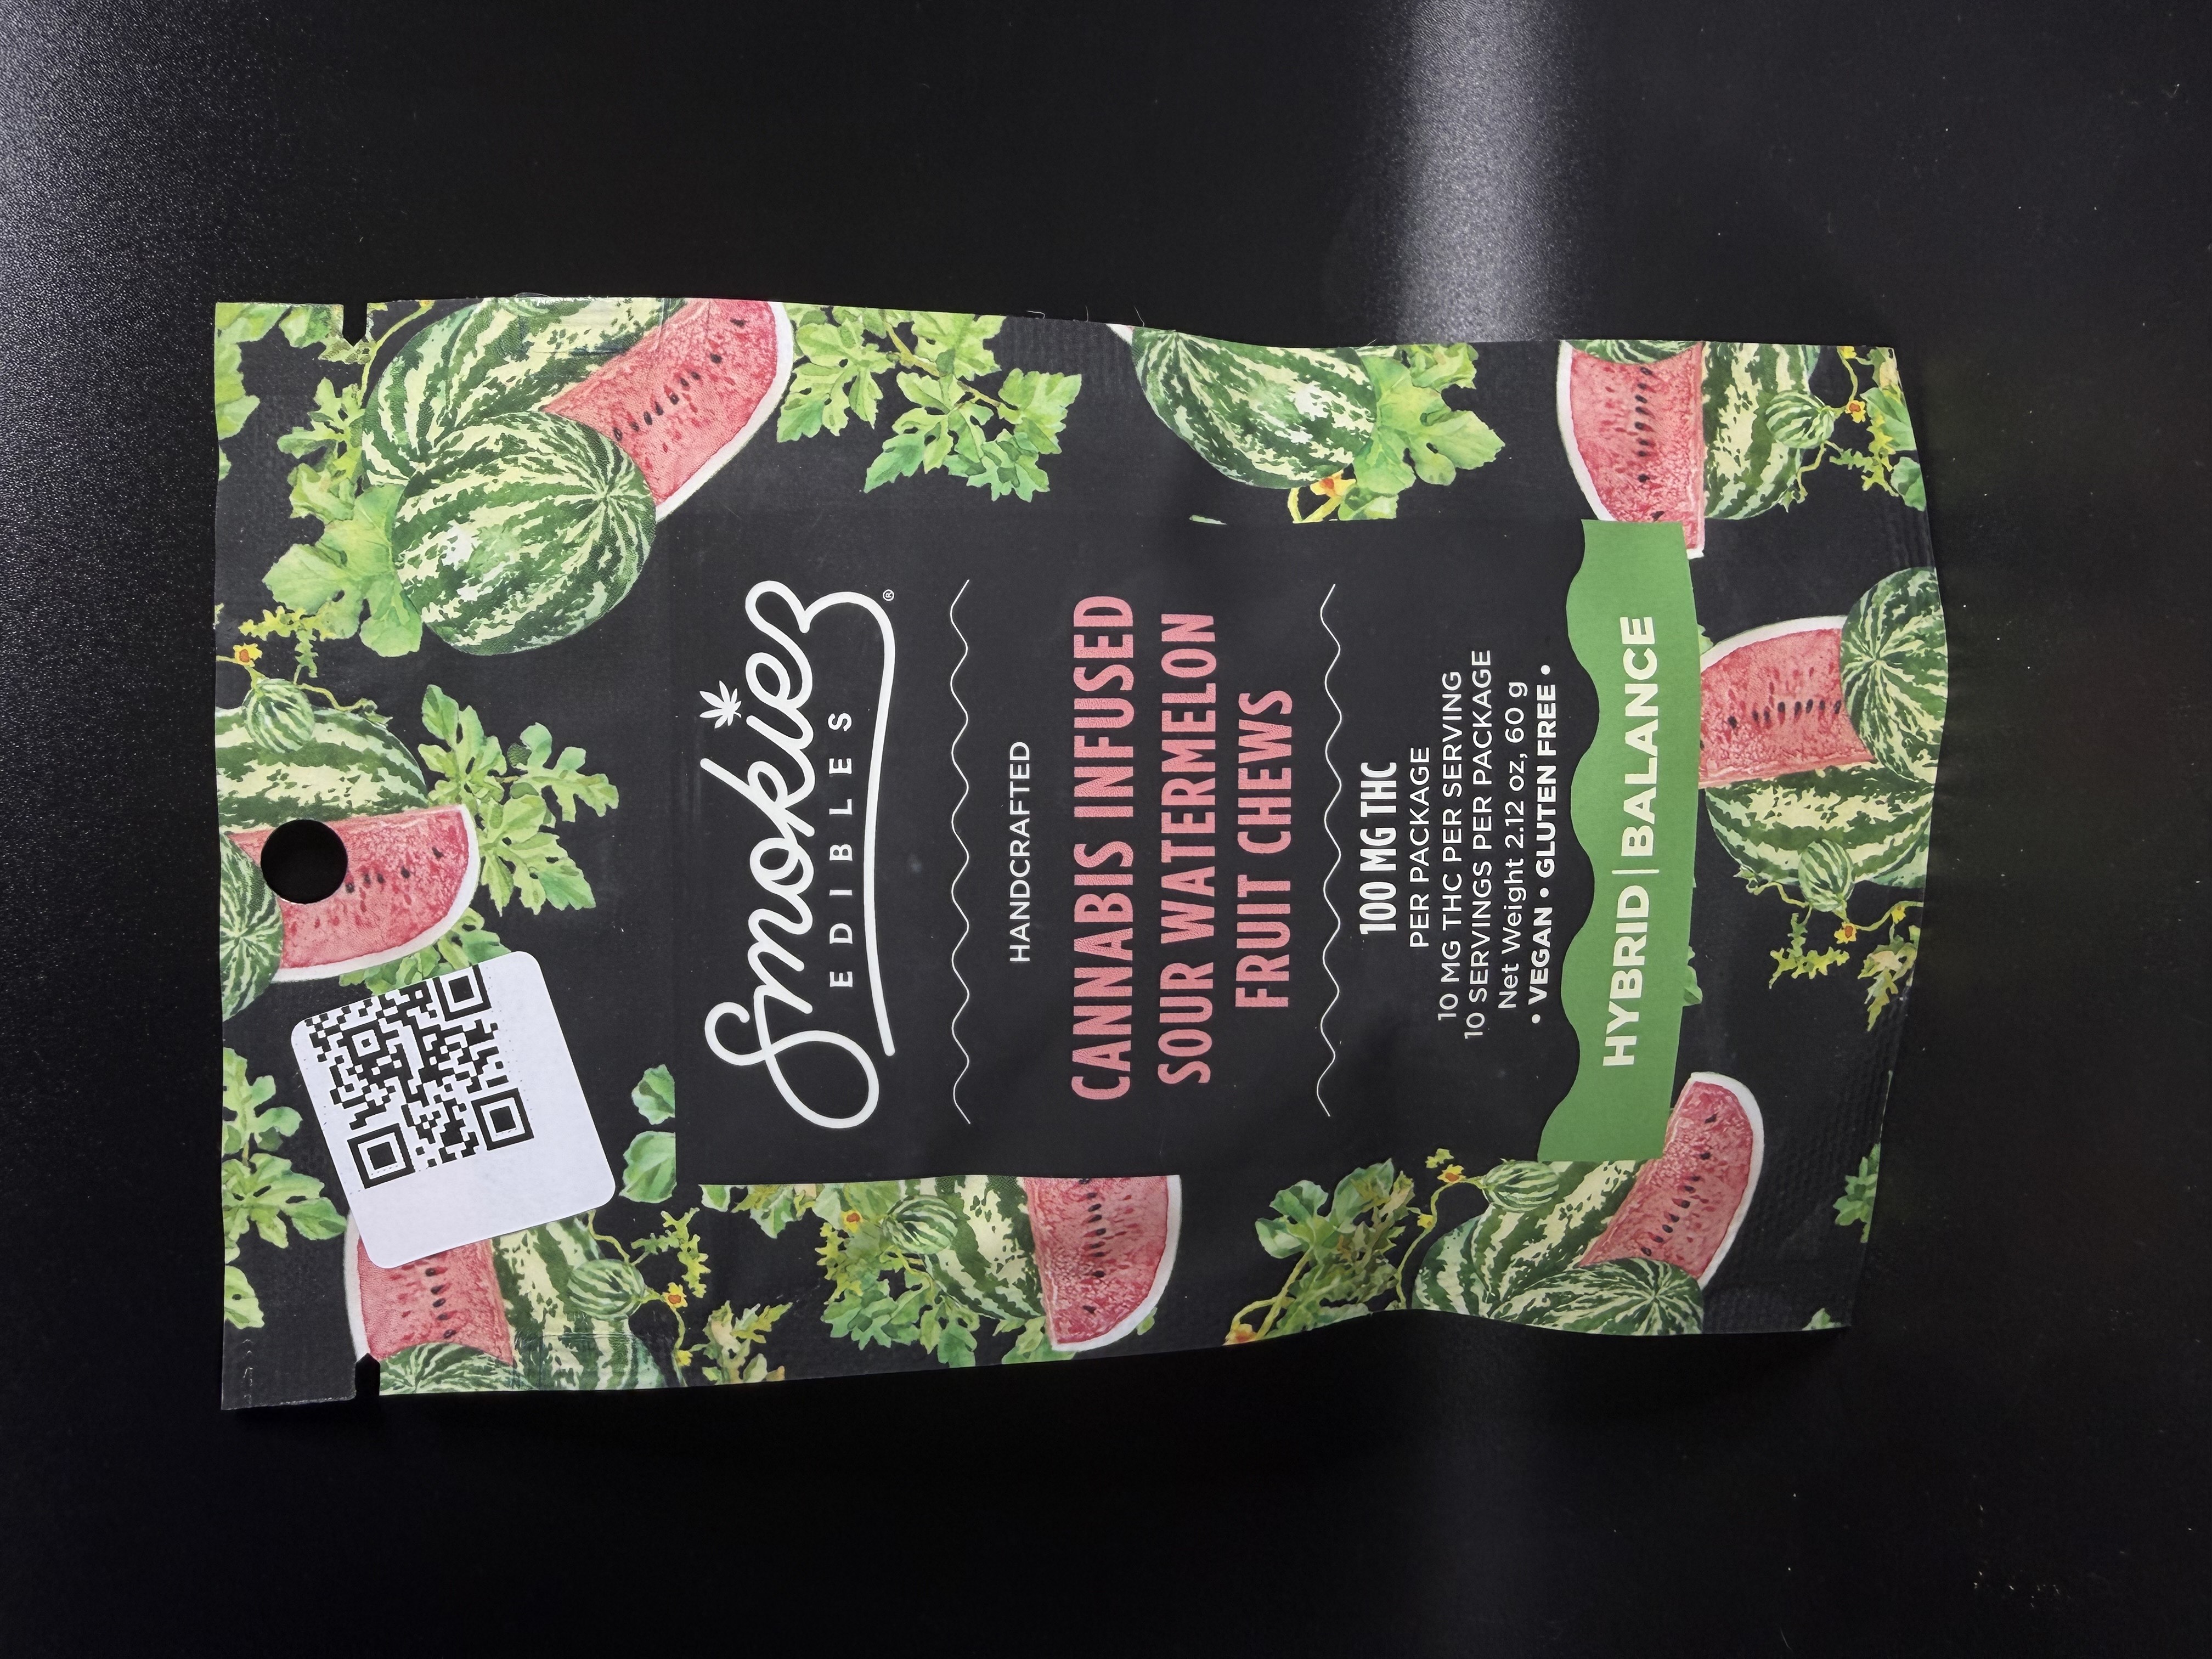 Smokiez®
EDIBLES
HANDCRAFTED
CANNABIS INFUSED
SOUR WATERMELON
FRUIT CHEWS
100 MG THC
PER PACKAGE
10 MG THC PER SERVING
10 SERVINGS PER PACKAGE
Net Weight 2.12 oz, 60 g
• VEGAN • GLUTEN FREE •
HYBRID | BALANCE